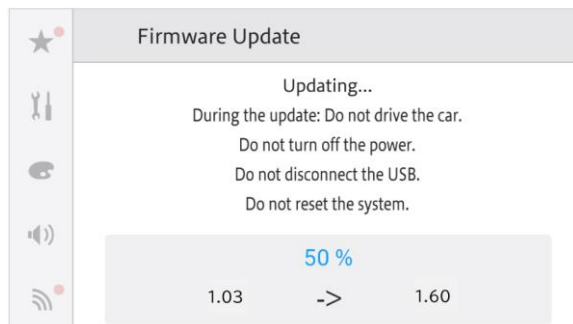 Firmware Update
Updating...
During the update: Do not drive the car.
Do not turn off the power.
Do not disconnect the USB.
Do not reset the system.
50 %
1.03 -> 1.60